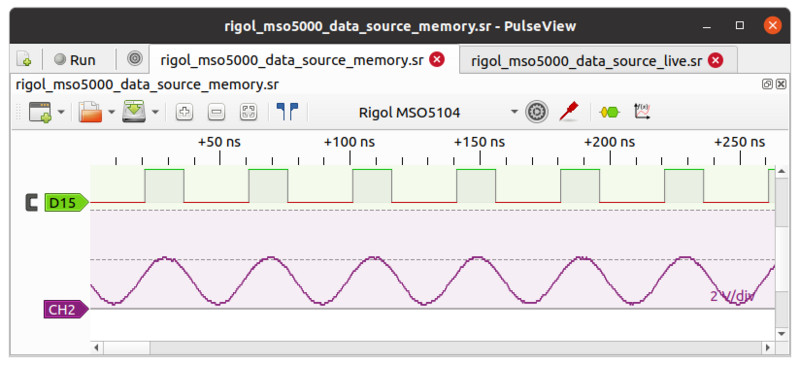 rigol_mso5000_data_source_memory.sr - PulseView
Run
rigol_mso5000_data_source_memory.sr
rigol_mso5000_data_source_live.sr
rigol_mso5000_data_source_memory.sr
Rigol MSO5104
f(x)
+50 ns
+100 ns
+150 ns
+200 ns
+250 ns
D15
CH2
2 V/div